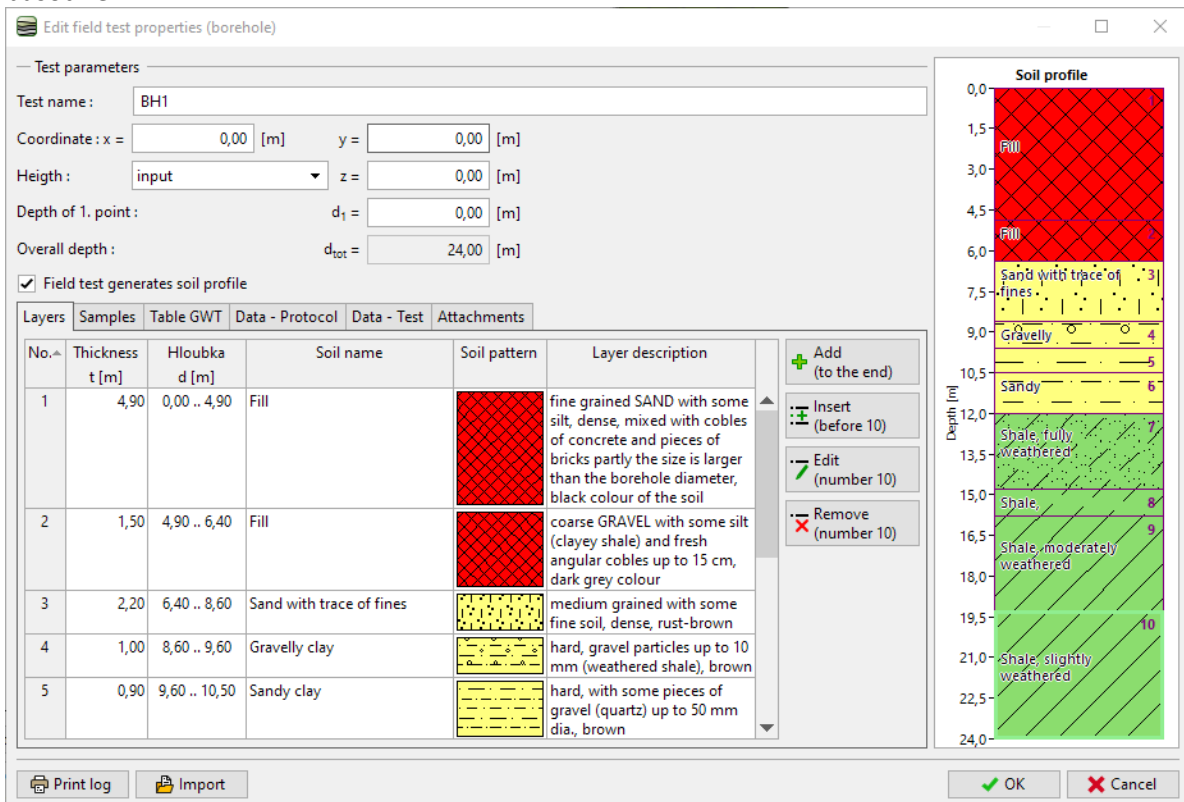 Edit field test properties (borehole)
Test parameters
Test name :
BH1
Coordinate : x =
0,00
[m]
y =
0,00
[m]
Heigth :
input
z =
0,00
[m]
Depth of 1. point :
d1 =
0,00
[m]
Overall depth :
dtot =
24,00
[m]
Field test generates soil profile
Layers
Samples
Table GWT
Data - Protocol
Data - Test
Attachments
No.
Thickness
t [m]
Hloubka
d [m]
Soil name
Soil pattern
Layer description
1
4,90
0,00 .. 4,90
Fill
fine grained SAND with some
silt, dense, mixed with cobles
of concrete and pieces of
bricks partly the size is larger
than the borehole diameter,
black colour of the soil
2
1,50
4,90 .. 6,40
Fill
coarse GRAVEL with some silt
(clayey shale) and fresh
angular cobles up to 15 cm,
dark grey colour
3
2,20
6,40 .. 8,60
Sand with trace of fines
medium grained with some
fine soil, dense, rust-brown
4
1,00
8,60 .. 9,60
Gravelly clay
hard, gravel particles up to 10
mm (weathered shale), brown
5
0,90
9,60 .. 10,50
Sandy clay
hard, with some pieces of
gravel (quartz) up to 50 mm
dia., brown
Add
(to the end)
Insert
(before 10)
Edit
(number 10)
Remove
(number 10)
Print log
Import
OK
Cancel
Soil profile
Depth [m]
0,0
1,5
3,0
4,5
6,0
7,5
9,0
10,5
12,0
13,5
15,0
16,5
18,0
19,5
21,0
22,5
24,0
1
Fill
2
Fill
3
Sand with trace of
fines
4
Gravelly
5
6
Sandy
7
Shale, fully
weathered
8
Shale,
9
Shale, moderately
weathered
10
Shale, slightly
weathered